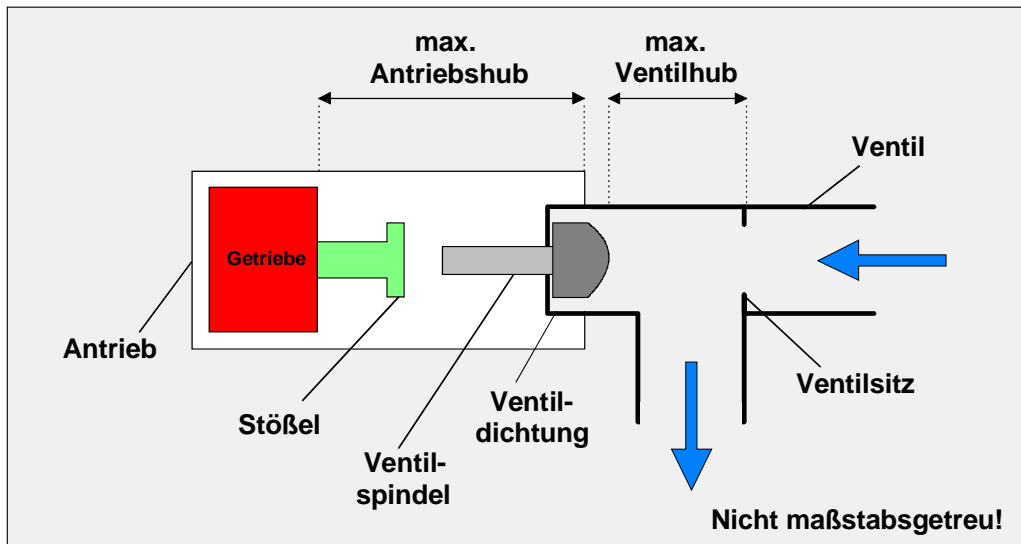 max.
Antriebshub
max.
Ventilhub
Ventil
Getriebe
Antrieb
Stößel
Ventil-
spindel
Ventil-
dichtung
Ventilsitz
Nicht maßstabsgetreu!